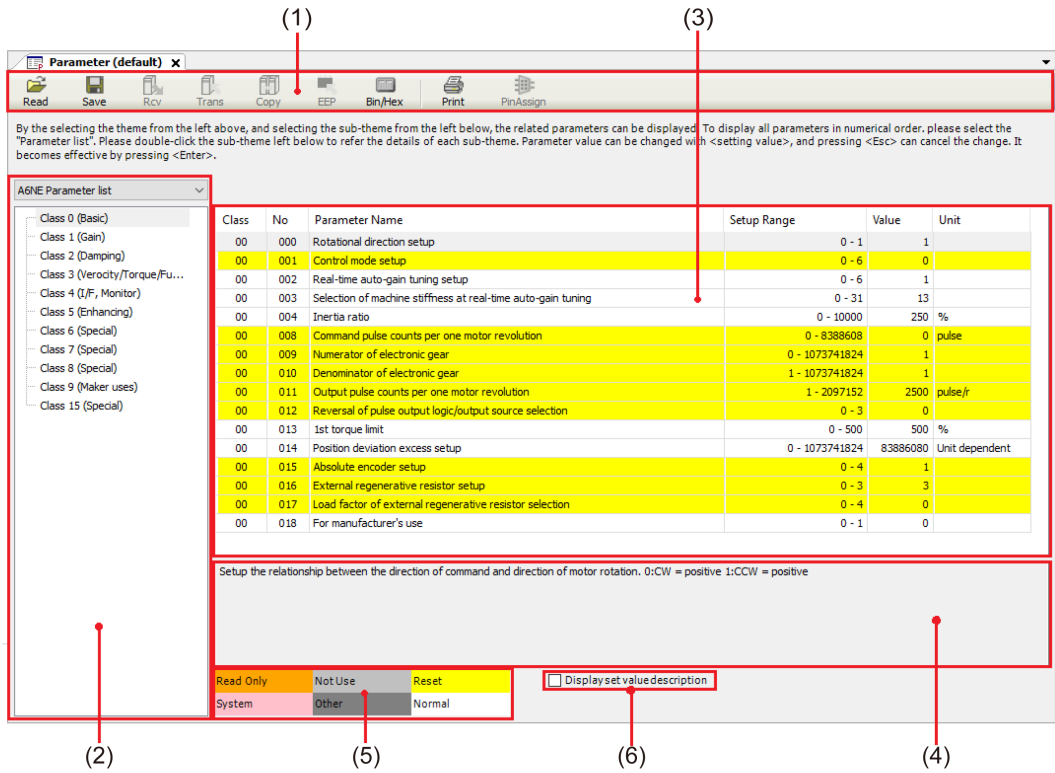 (1)
(3)
Parameter (default) x
Read Save Rcv Trans Copy EEP Bin/Hex Print PinAssign
By the selecting the theme from the left above, and selecting the sub-theme from the left below, the related parameters can be displayed. To display all parameters in numerical order. please select the
"Parameter list". Please double-click the sub-theme left below to refer the details of each sub-theme. Parameter value can be changed with <setting value>, and pressing <Esc> can cancel the change. It
becomes effective by pressing <Enter>.
A6NE Parameter list
Class 0 (Basic)
Class 1 (Gain)
Class 2 (Damping)
Class 3 (Verocity/Torque/Fu...
Class 4 (I/F, Monitor)
Class 5 (Enhancing)
Class 6 (Special)
Class 7 (Special)
Class 8 (Special)
Class 9 (Maker uses)
Class 15 (Special)
Class No Parameter Name Setup Range Value Unit
00 000 Rotational direction setup 0 - 1 1
00 001 Control mode setup 0 - 6 0
00 002 Real-time auto-gain tuning setup 0 - 6 1
00 003 Selection of machine stiffness at real-time auto-gain tuning 0 - 31 13
00 004 Inertia ratio 0 - 10000 250 %
00 008 Command pulse counts per one motor revolution 0 - 8388608 0 pulse
00 009 Numerator of electronic gear 0 - 1073741824 1
00 010 Denominator of electronic gear 1 - 1073741824 1
00 011 Output pulse counts per one motor revolution 1 - 2097152 2500 pulse/r
00 012 Reversal of pulse output logic/output source selection 0 - 3 0
00 013 1st torque limit 0 - 500 500 %
00 014 Position deviation excess setup 0 - 1073741824 83886080 Unit dependent
00 015 Absolute encoder setup 0 - 4 1
00 016 External regenerative resistor setup 0 - 3 3
00 017 Load factor of external regenerative resistor selection 0 - 4 0
00 018 For manufacturer's use 0 - 1 0
Setup the relationship between the direction of command and direction of motor rotation. 0:CW = positive 1:CCW = positive
Read Only Not Use Reset
System Other Normal
Display set value description
(2)
(5)
(6)
(4)